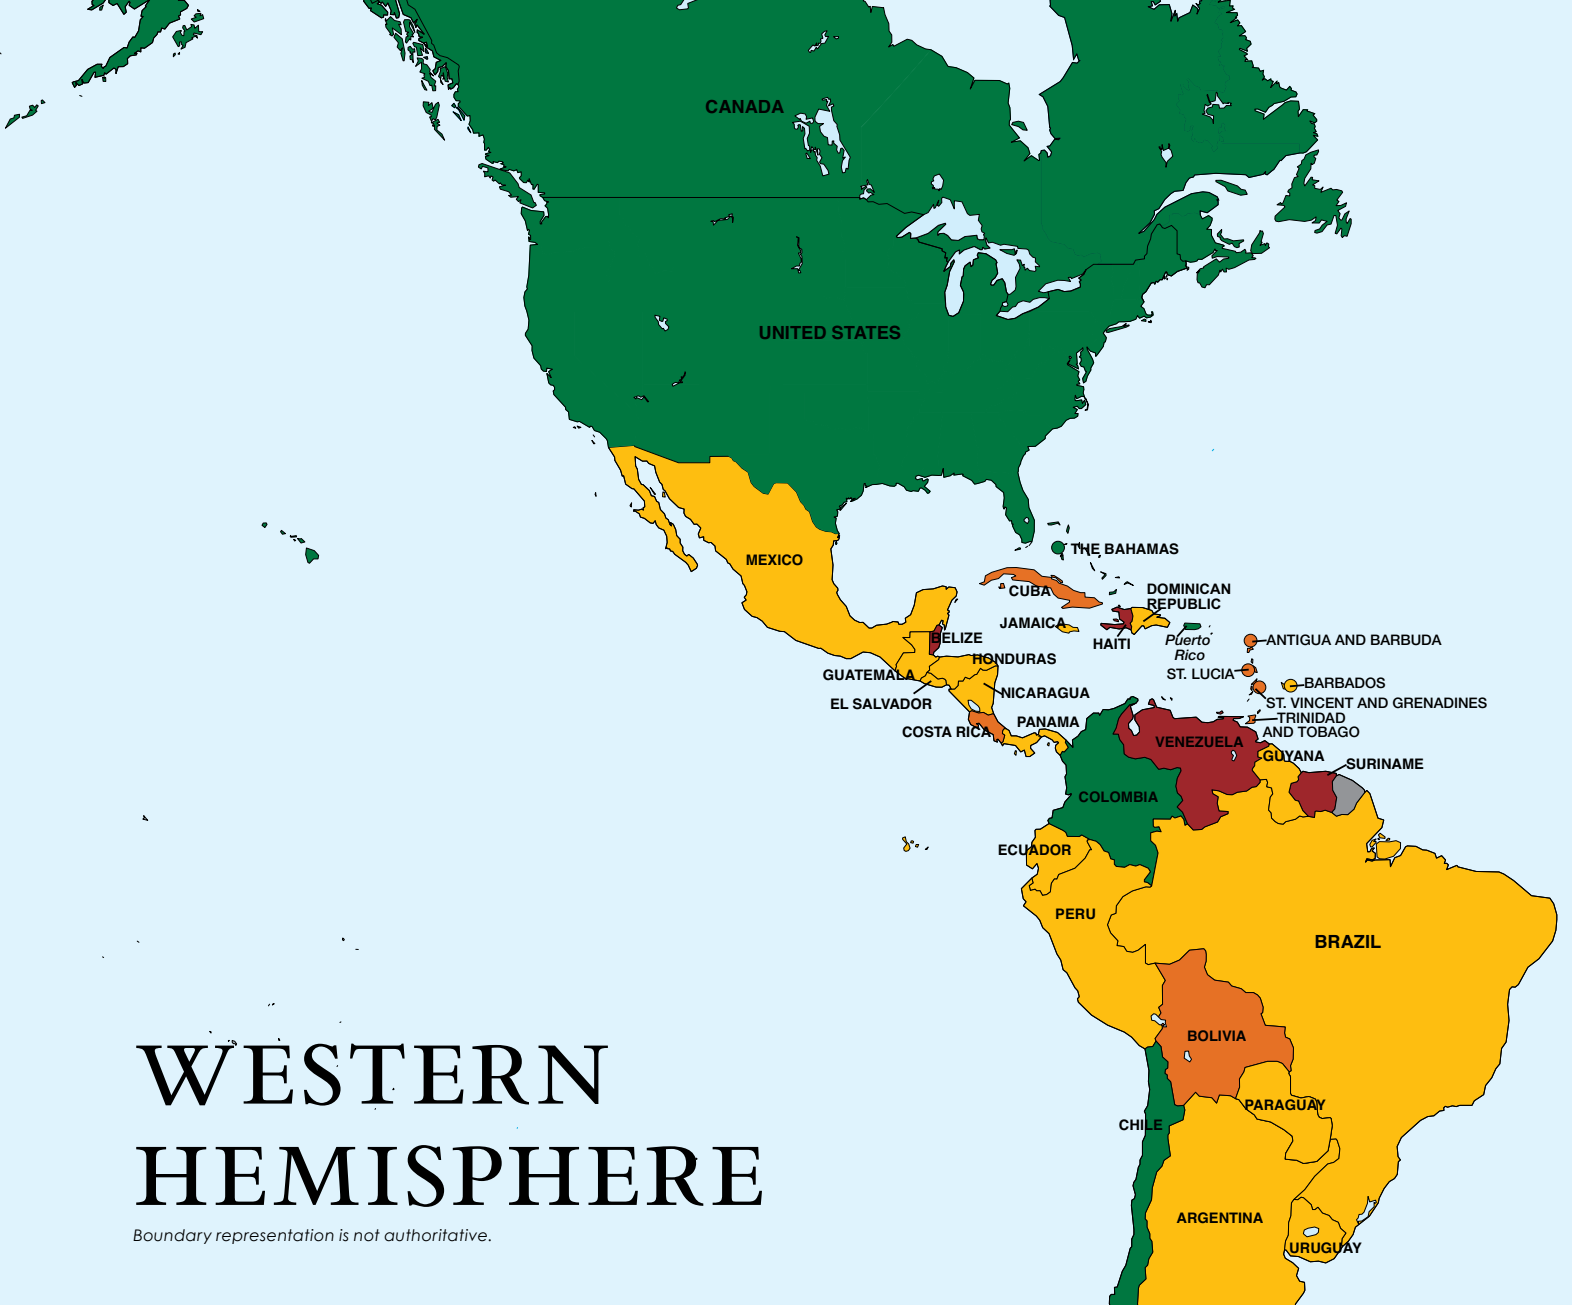 CANADA
UNITED STATES
MEXICO
THE BAHAMAS
CUBA
DOMINICAN
REPUBLIC
JAMAICA
HAITI
Puerto
Rico
BELIZE
ANTIGUA AND BARBUDA
HONDURAS
GUATEMALA
ST. LUCIA
BARBADOS
EL SALVADOR
NICARAGUA
ST. VINCENT AND GRENADINES
COSTA RICA
PANAMA
TRINIDAD
AND TOBAGO
VENEZUELA
GUYANA
SURINAME
COLOMBIA
ECUADOR
PERU
BRAZIL
BOLIVIA
PARAGUAY
CHILE
ARGENTINA
URUGUAY
WESTERN
HEMISPHERE
Boundary representation is not authoritative.